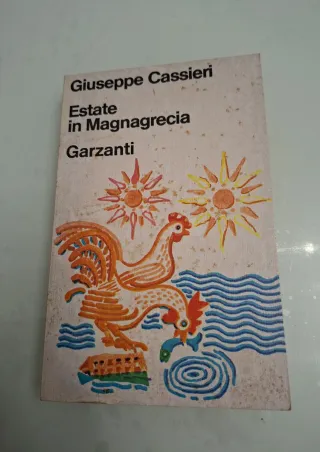 Giuseppe Cassieri
Estate
in Magnagrecia
Garzanti